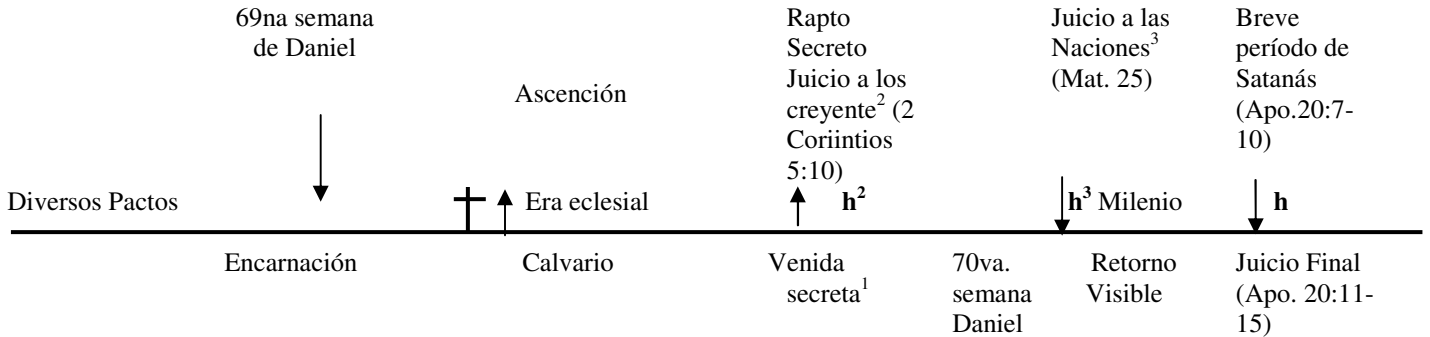 69na semana
de Daniel
Ascención
Rapto
Secreto
Juicio a los
creyente² (2
Coriintios
5:10)
Juicio a las
Naciones³
(Mat. 25)
Breve
período de
Satanás
(Apo.20:7-
10)
Diversos Pactos
Era eclesial
h²
h³ Milenio
h
Encarnación
Calvario
Venida
secreta¹
70va.
semana
Daniel
Retorno
Visible
Juicio Final
(Apo. 20:11-
15)